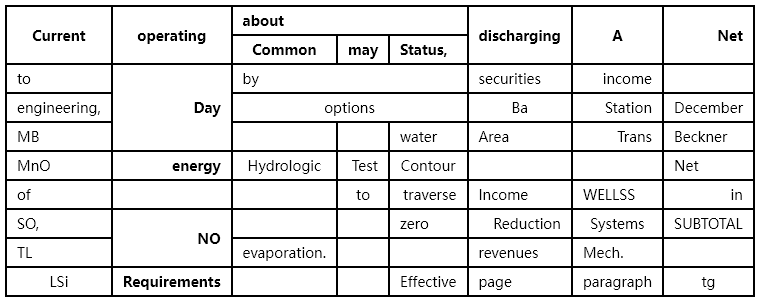 Current operating about discharging A Net
Common may Status,
to Day by securities income
engineering, options Ba Station December
MB water Area Trans Beckner
MnO energy Hydrologic Test Contour Net
of to traverse Income WELLSS in
SO, NO zero Reduction Systems SUBTOTAL
TL evaporation. revenues Mech.
LSi Requirements Effective page paragraph tg